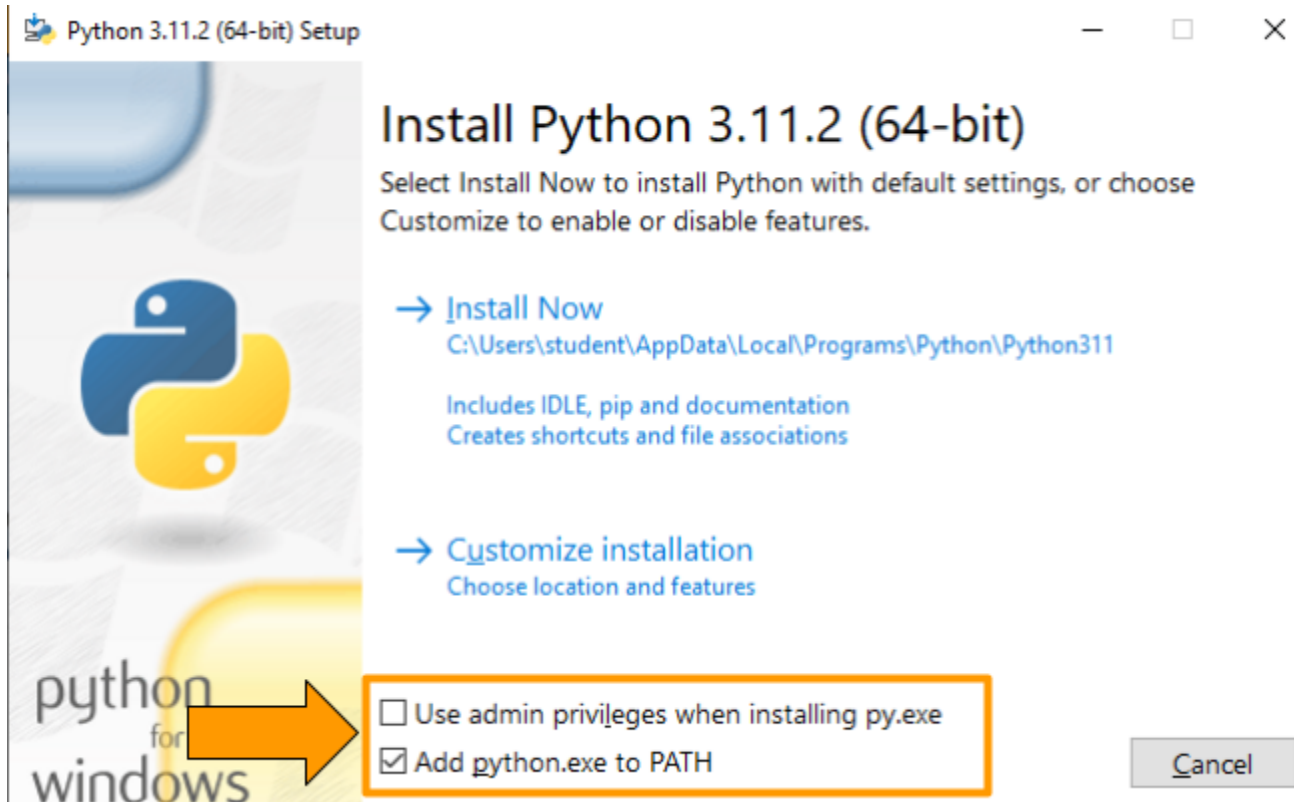 Python 3.11.2 (64-bit) Setup
Install Python 3.11.2 (64-bit)
Select Install Now to install Python with default settings, or choose
Customize to enable or disable features.
Install Now
C:\Users\student\AppData\Local\Programs\Python\Python311
Includes IDLE, pip and documentation
Creates shortcuts and file associations
Customize installation
Choose location and features
python
for
windows
Use admin privileges when installing py.exe
Add python.exe to PATH
Cancel